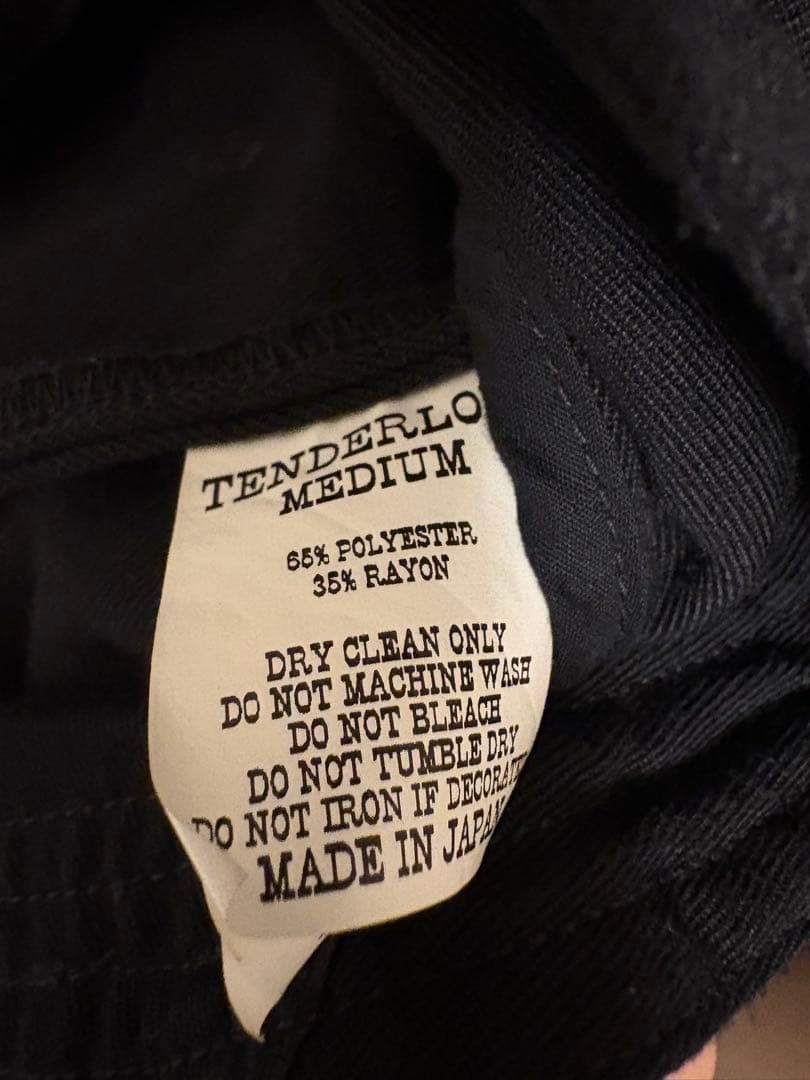 TENDERLO
MEDIUM
65% POLYESTER
35% RAYON
DRY CLEAN ONLY
DO NOT MACHINE WASH
DO NOT BLEACH
DO NOT TUMBLE DRY
DO NOT IRON IF DECORAT
MADE IN JAPAN